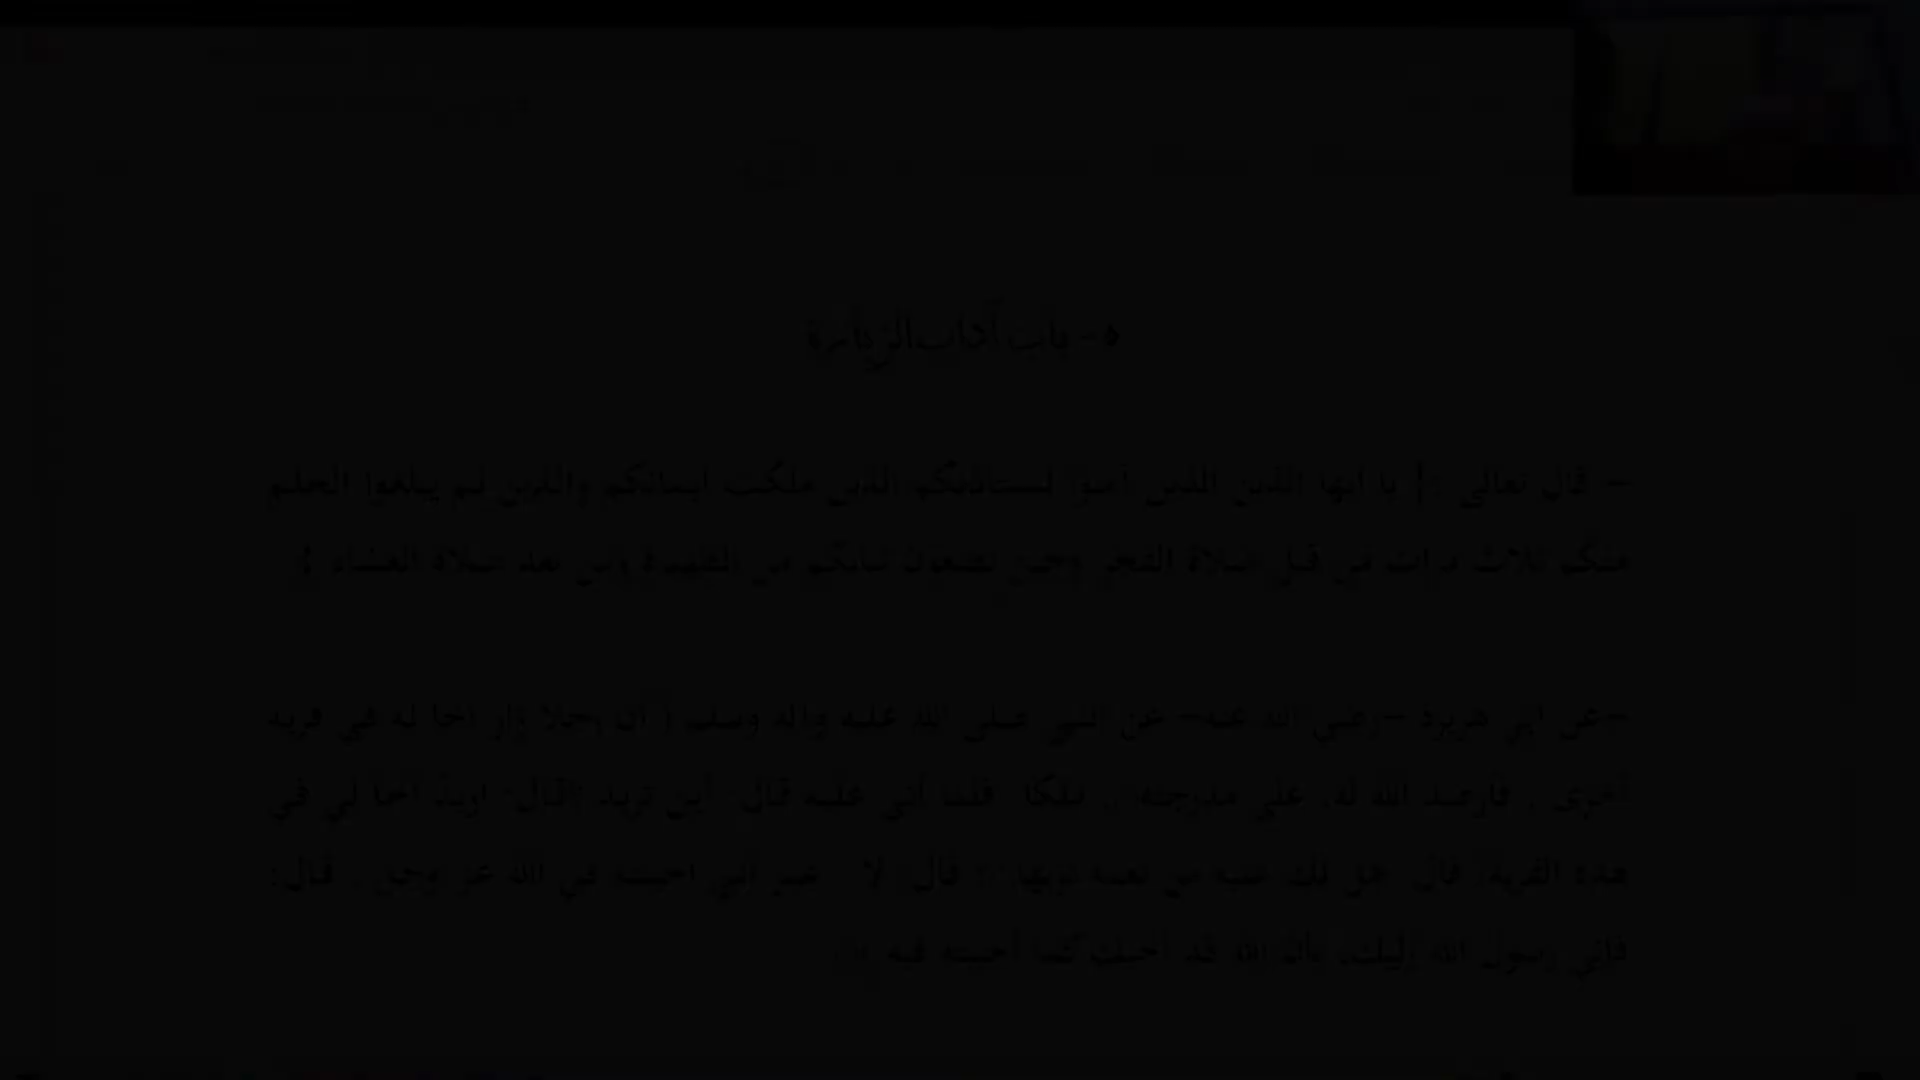 ٥- باب آداب الزيارة
– قال تعالى :{ يا أيها الذين الذين آمنوا ليستأذنكم الذين ملكت أيمانكم والذين لم يبلغوا الحلم
منكم ثلاث مرات من قبل صلاة الفجر وحين تضعون ثيابكم من الظهيرة ومن بعد صلاة العشاء }
–عن أبي هريرة –رضي الله عنه– عن النبي صلى الله عليه وآله وسلم ( أن رجلا زار أخا له في قرية
أخرى , فأرصد الله له، على مدرجته ,, ملكا فلما أتى عليه قال: أين تريد ؟قال: أريد أخا لي في
هذه القرية، قال: هل لك عليه من نعمة تربها ؟ قال: لا , غير أني أحببته في الله عز وجل , قال:
فإني رسول الله إليك، بأن الله قد أحبك كما أحببته فيه ))